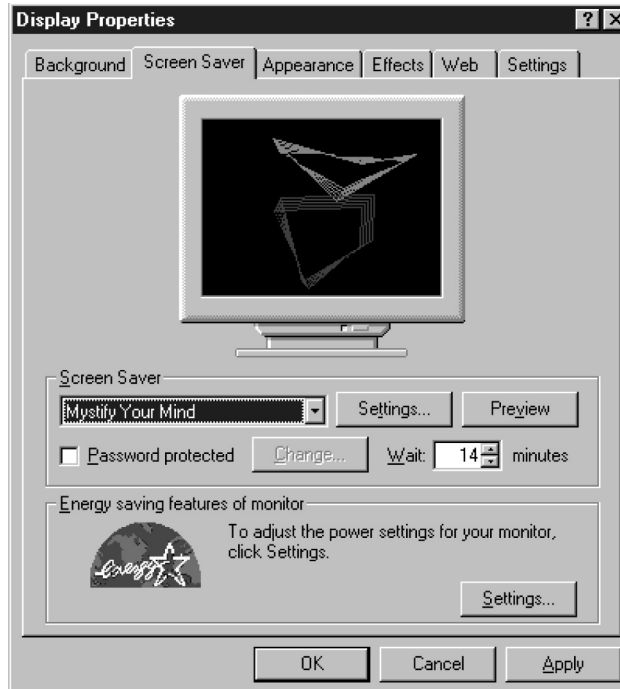 Display Properties
? X
Background Screen Saver Appearance Effects Web Settings
Screen Saver
Mystify Your Mind Settings... Preview
Password protected Change... Wait: 14 minutes
Energy saving features of monitor
energy
To adjust the power settings for your monitor,
click Settings.
Settings...
OK Cancel Apply